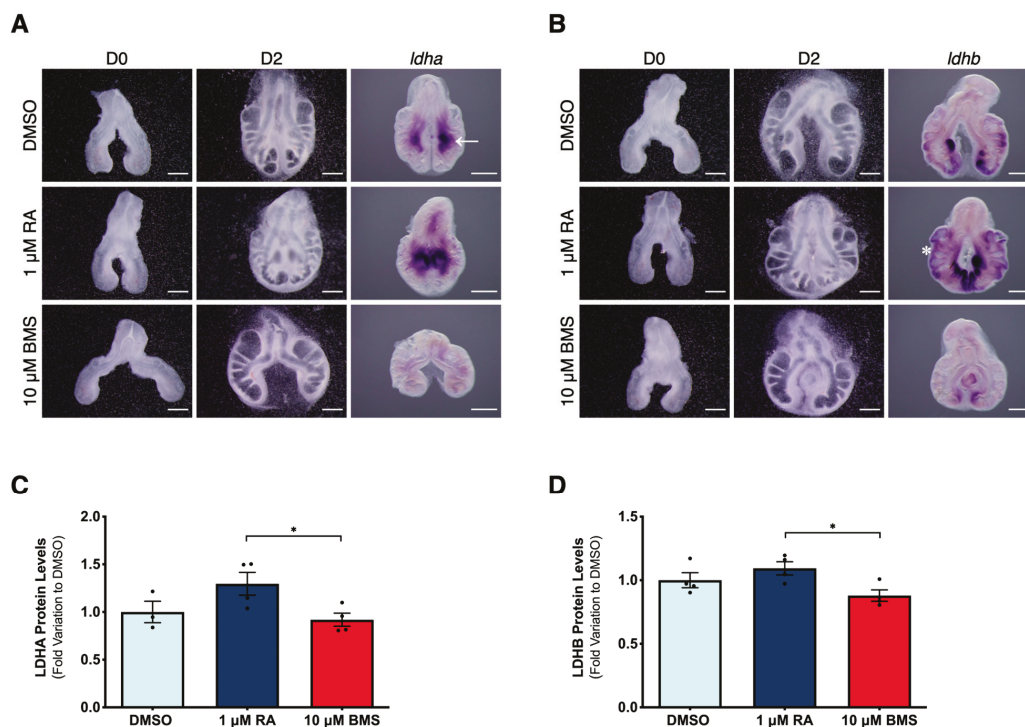 A
D0 D2 ldha
DMSO
1 µM RA
10 µM BMS
B
D0 D2 ldhb
DMSO
1 µM RA
*
10 µM BMS
C
LDHA Protein Levels
(Fold Variation to DMSO)
2.0
1.5
1.0
0.5
0.0
*
DMSO 1 µM RA 10 µM BMS
D
LDHB Protein Levels
(Fold Variation to DMSO)
1.5
1.0
0.5
0.0
*
DMSO 1 µM RA 10 µM BMS